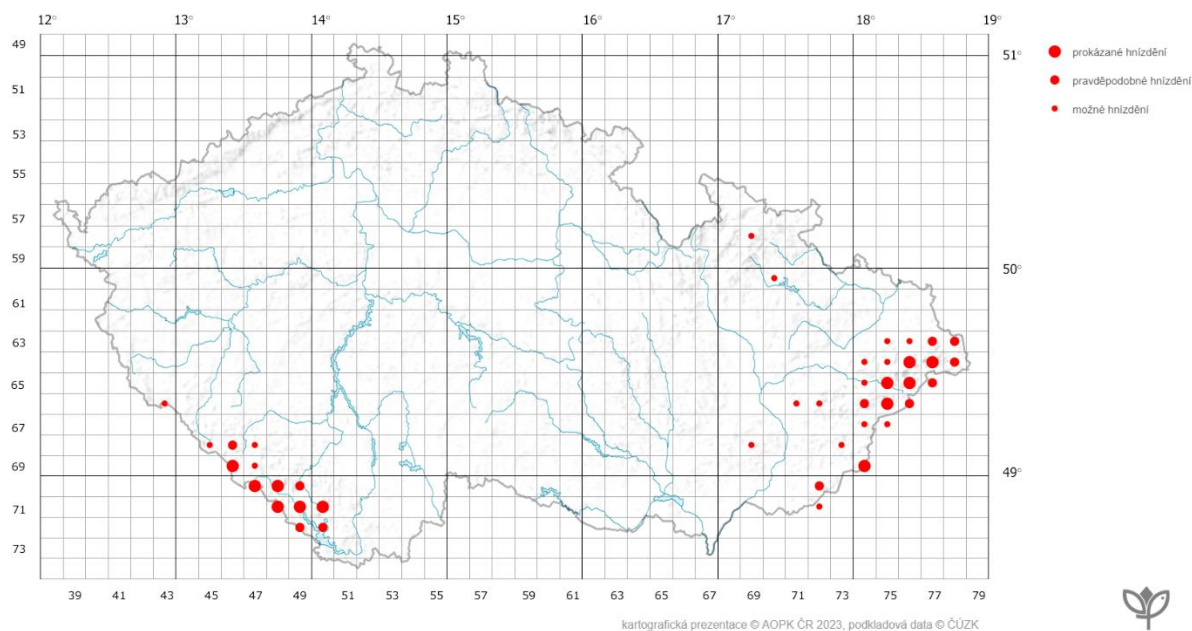 12° 13° 14° 15° 16° 17° 18° 19°
49
51°
prokázané hnízdění
51
pravděpodobné hnízdění
53
možné hnízdění
55
57
59
50°
61
63
65
67
69
49°
71
73
39 41 43 45 47 49 51 53 55 57 59 61 63 65 67 69 71 73 75 77 79
kartografická prezentace © AOPK ČR 2023, podkladová data © ČÚZK